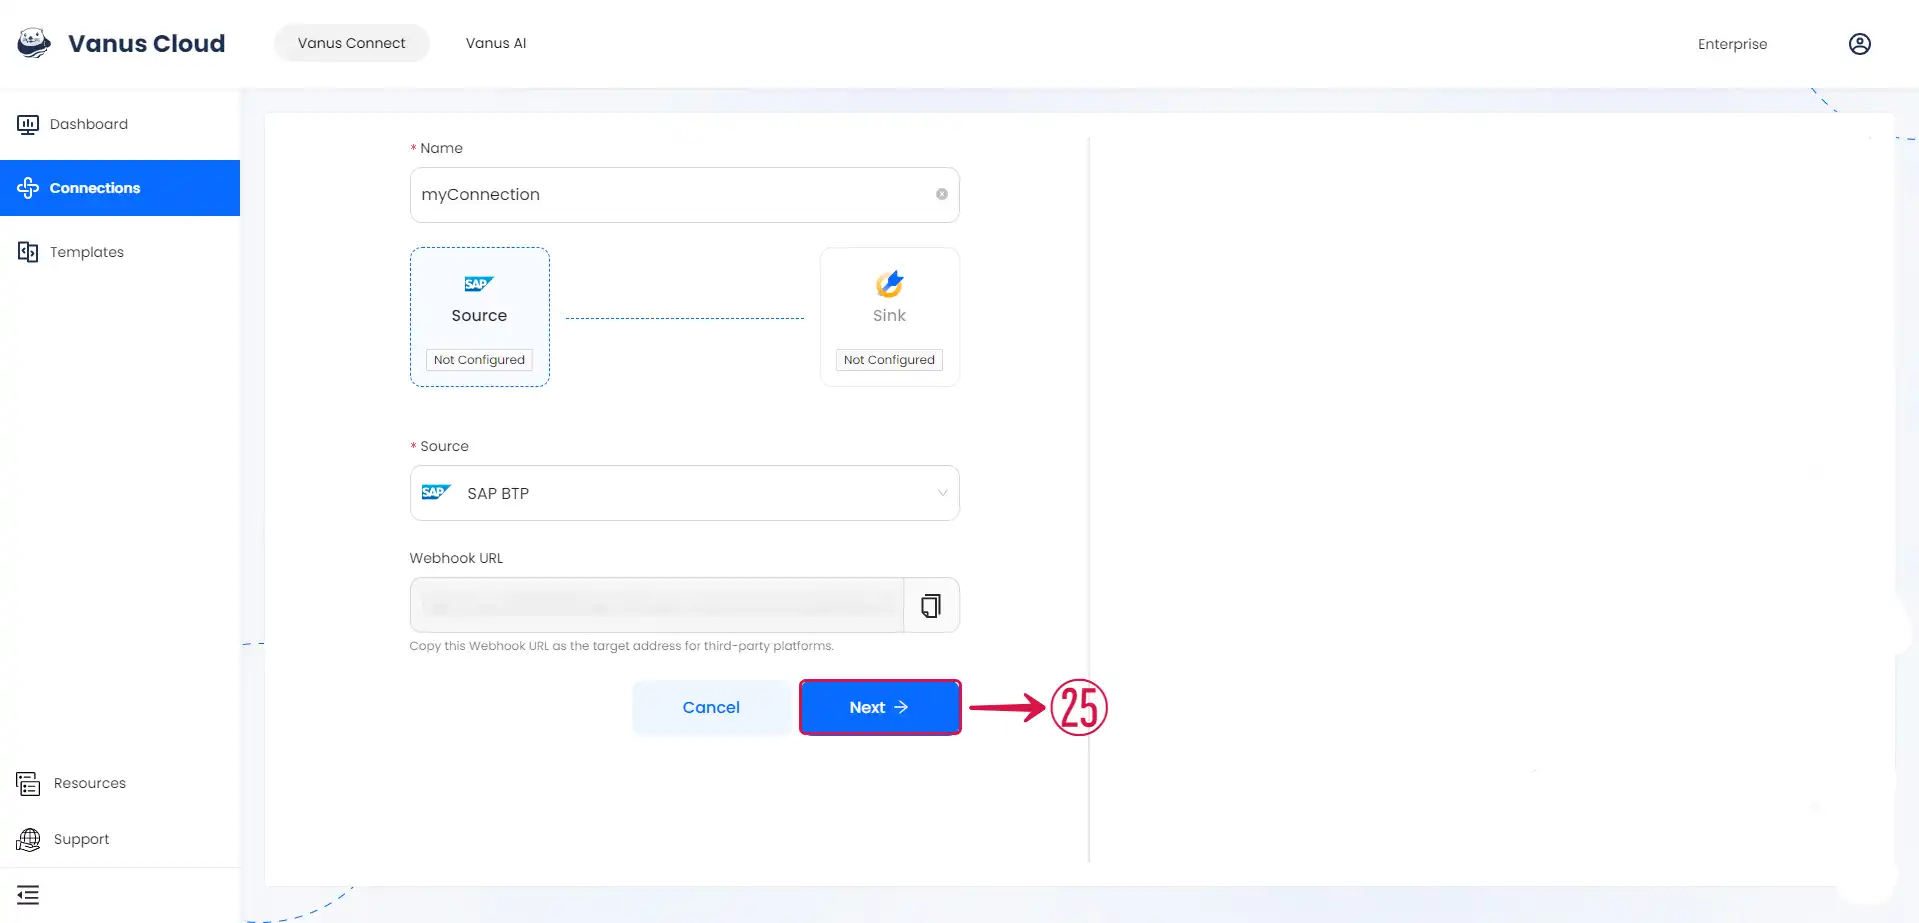 Vanus Cloud
Vanus Connect
Vanus AI
Enterprise
Dashboard
Connections
Templates
* Name
myConnection
SAP
Source
Not Configured
Sink
Not Configured
* Source
SAP
SAP BTP
Webhook URL
Copy this Webhook URL as the target address for third-party platforms.
Cancel
Next
25
Resources
Support